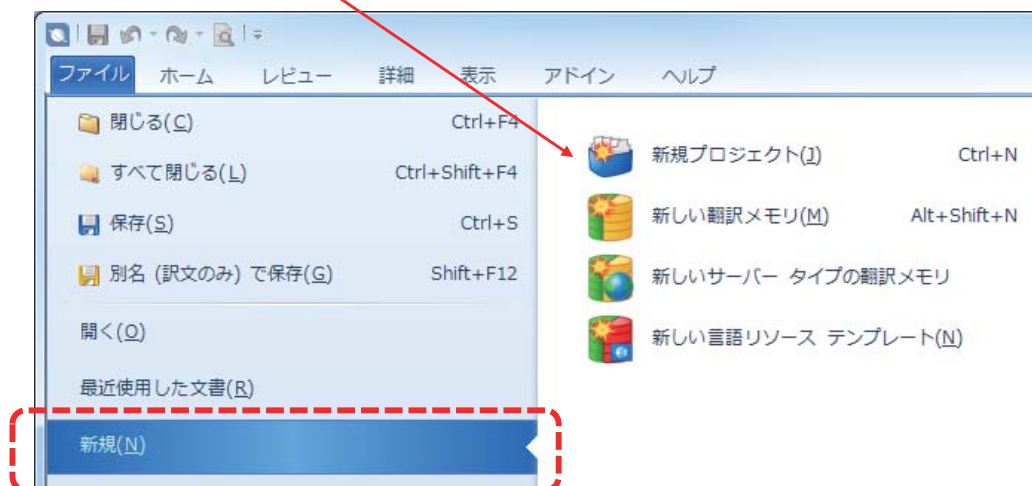 ファイル ホーム レビュー 詳細 表示 アドイン ヘルプ
閉じる(C) Ctrl+F4
すべて閉じる(L) Ctrl+Shift+F4
保存(S) Ctrl+S
別名 (訳文のみ) で保存(G) Shift+F12
開く(O)
最近使用した文書(R)
新規(N)
新規プロジェクト(J) Ctrl+N
新しい翻訳メモリ(M) Alt+Shift+N
新しいサーバー タイプの翻訳メモリ
新しい言語リソース テンプレート(N)